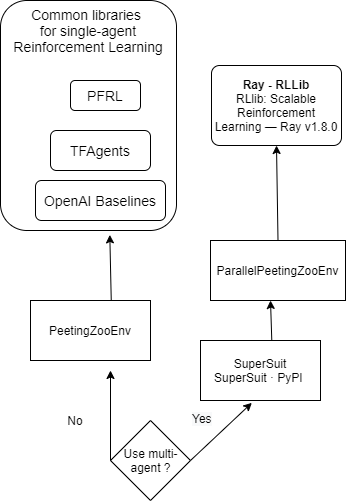 Common libraries
for single-agent
Reinforcement Learning
PFRL
TFAgents
OpenAI Baselines
Ray - RLLib
RLlib: Scalable
Reinforcement
Learning — Ray v1.8.0
ParallelPeetingZooEnv
PeetingZooEnv
SuperSuit
SuperSuit · PyPI
No
Yes
Use multi-
agent ?